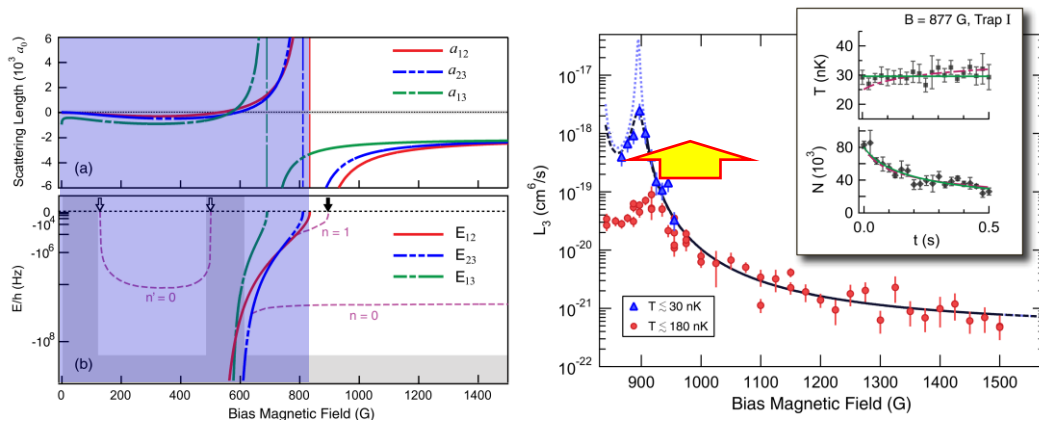 Scattering Length (10³ a₀)
6
4
2
0
-2
-4
-6
a₁₂
a₂₃
a₁₃
(a)
E/h (Hz)
0
-10⁴
-10⁶
-10⁸
n = 1
n' = 0
n = 0
E₁₂
E₂₃
E₁₃
(b)
0 200 400 600 800 1000 1200 1400
Bias Magnetic Field (G)
L₃ (cm⁶/s)
10⁻¹⁷
10⁻¹⁸
10⁻¹⁹
10⁻²⁰
10⁻²¹
10⁻²²
T ≲ 30 nK
T ≲ 180 nK
900 1000 1100 1200 1300 1400 1500
Bias Magnetic Field (G)
B = 877 G, Trap I
T (nK)
40
30
20
N (10³)
80
40
0
0.0 0.5
t (s)